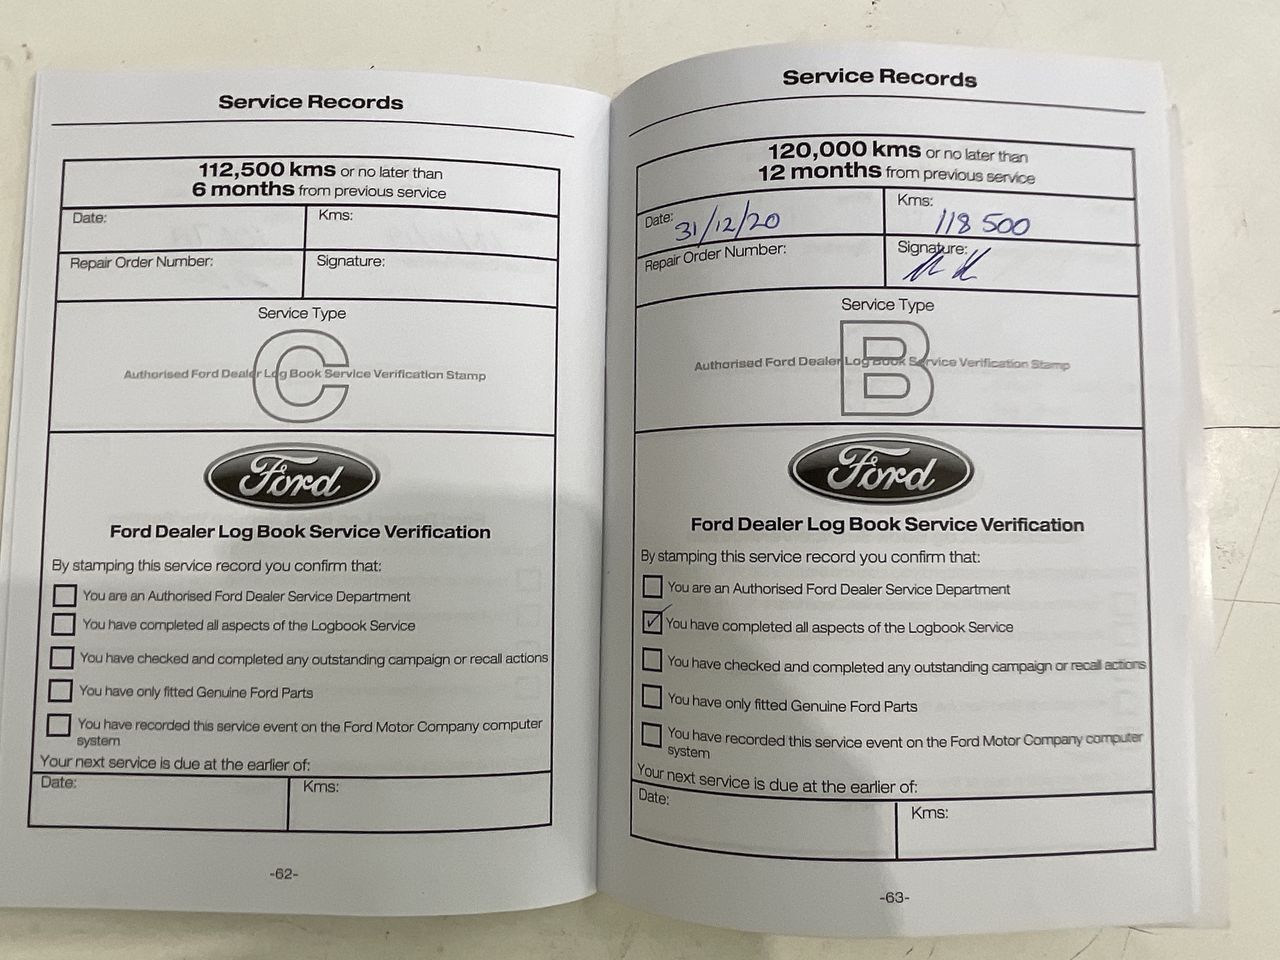 Service Records
112,500 kms or no later than
6 months from previous service
Date:
Kms:
Repair Order Number:
Signature:
Service Type
C
Authorised Ford Dealer Log Book Service Verification Stamp
Ford
Ford Dealer Log Book Service Verification
By stamping this service record you confirm that:
You are an Authorised Ford Dealer Service Department
You have completed all aspects of the Logbook Service
You have checked and completed any outstanding campaign or recall actions
You have only fitted Genuine Ford Parts
You have recorded this service event on the Ford Motor Company computer
system
Your next service is due at the earlier of:
Date:
Kms:
-62-
Service Records
120,000 kms or no later than
12 months from previous service
Date: 31/12/20
Kms: 118 500
Repair Order Number:
Signature:
Service Type
B
Authorised Ford Dealer Log Book Service Verification Stamp
Ford
Ford Dealer Log Book Service Verification
By stamping this service record you confirm that:
You are an Authorised Ford Dealer Service Department
You have completed all aspects of the Logbook Service
You have checked and completed any outstanding campaign or recall actions
You have only fitted Genuine Ford Parts
You have recorded this service event on the Ford Motor Company computer
system
Your next service is due at the earlier of:
Date:
Kms:
-63-